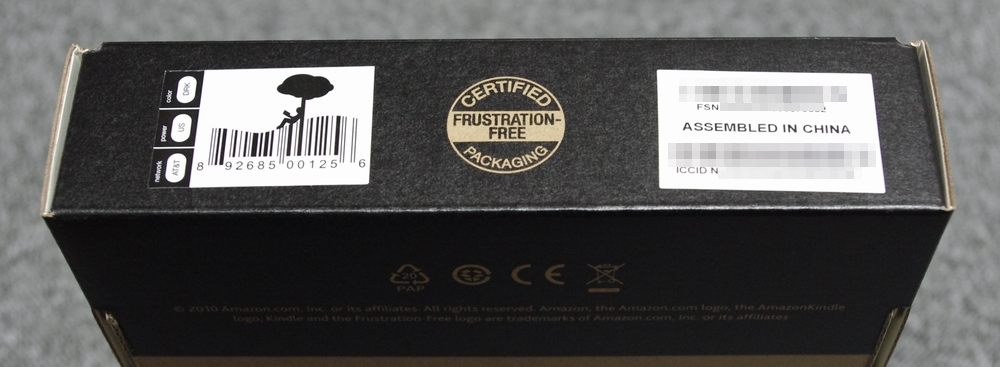 color DRK
power US
network AT&T
8 92685 00125 6
CERTIFIED
FRUSTRATION-
FREE
PACKAGING
FSN
ASSEMBLED IN CHINA
ICCID N
20
PAP
CE
© 2010 Amazon.com, Inc. or its affiliates. All rights reserved. Amazon, the Amazon.com logo, the AmazonKindle
logo, Kindle and the Frustration-Free logo are trademarks of Amazon.com, Inc. or its affiliates